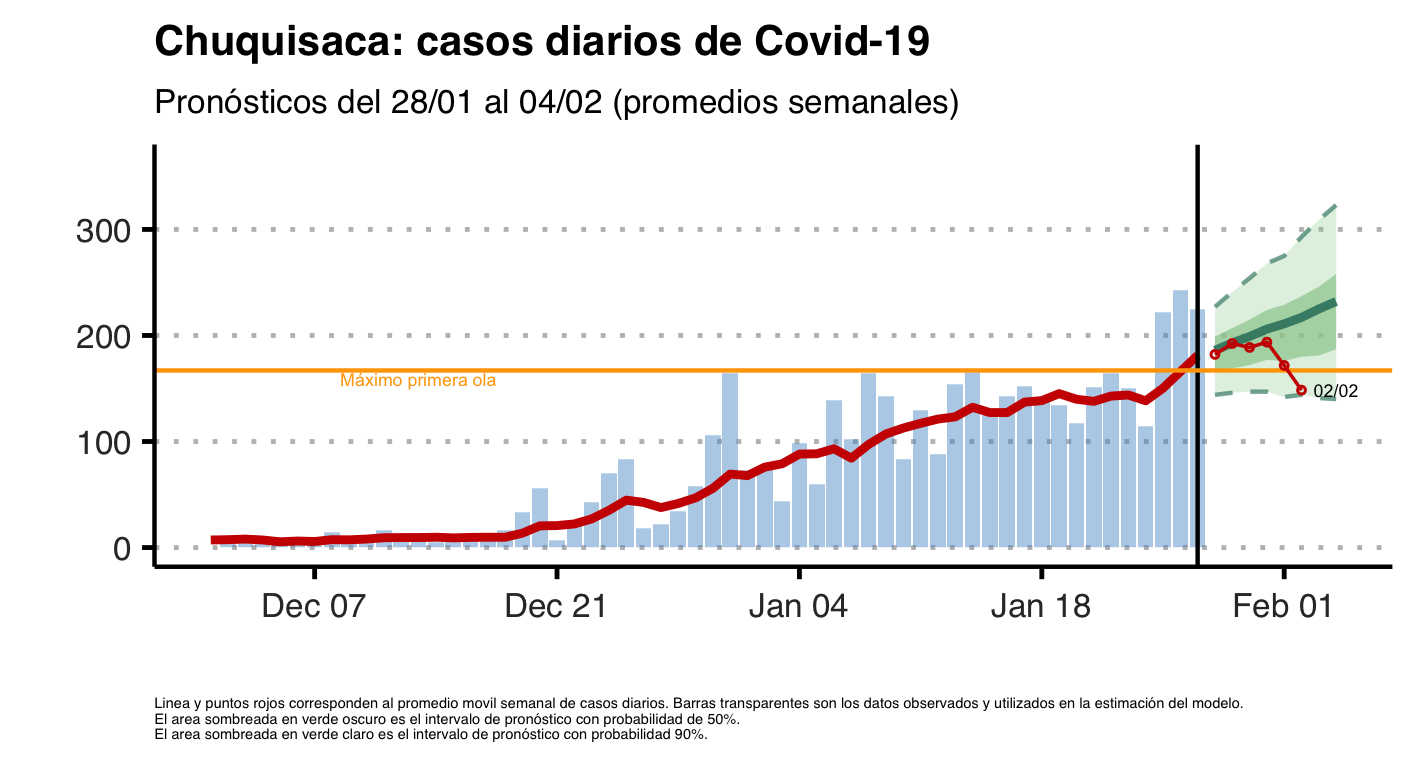 Chuquisaca: casos diarios de Covid-19
Pronósticos del 28/01 al 04/02 (promedios semanales)
300
200
Máximo primera ola
02/02
100
0
Dec 07
Dec 21
Jan 04
Jan 18
Feb 01
Linea y puntos rojos corresponden al promedio movil semanal de casos diarios. Barras transparentes son los datos observados y utilizados en la estimación del modelo.
El area sombreada en verde oscuro es el intervalo de pronóstico con probabilidad de 50%.
El area sombreada en verde claro es el intervalo de pronóstico con probabilidad 90%.